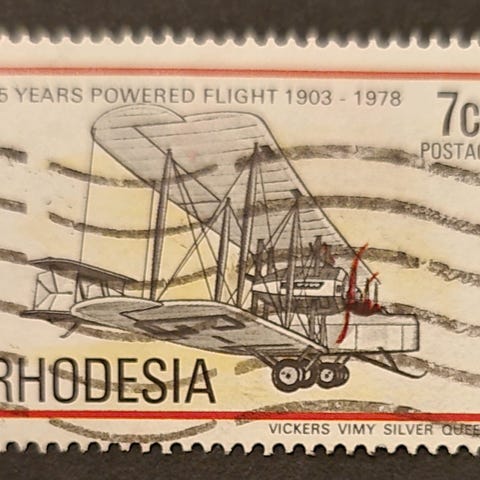 5 YEARS POWERED FLIGHT 1903 - 1978
7c
POSTAG
RHODESIA
VICKERS VIMY SILVER QUEE